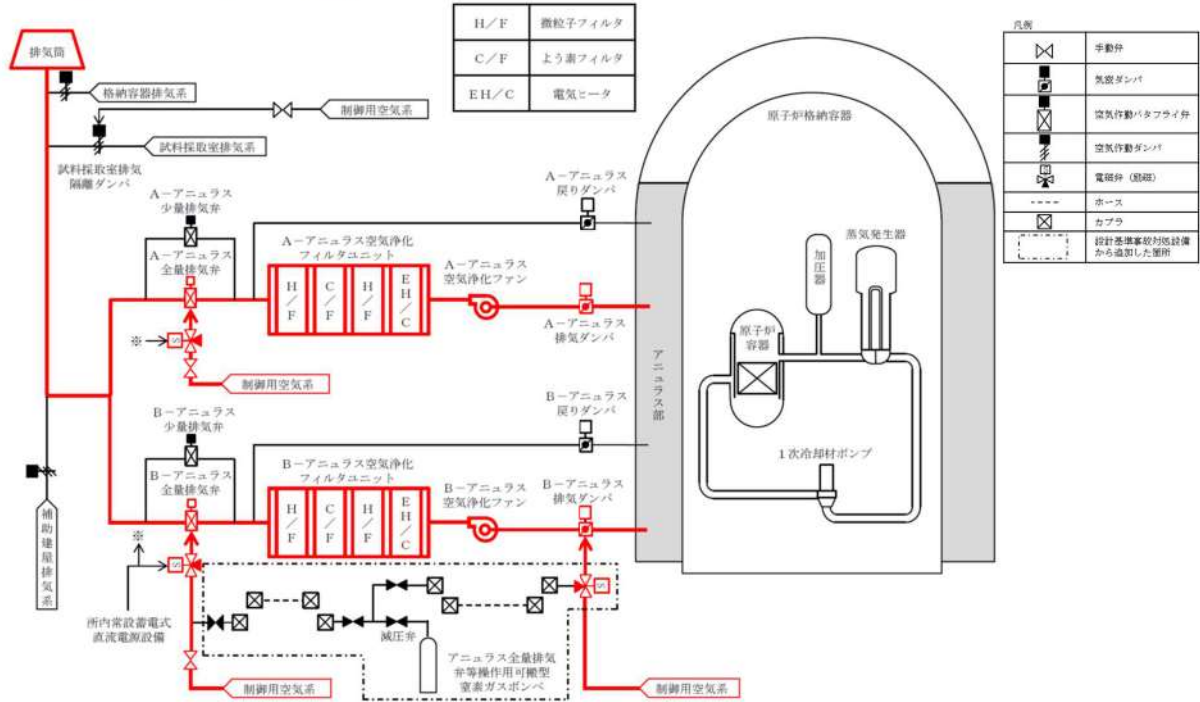 H/F 微粒子フィルタ
C/F よう素フィルタ
EH/C 電気ヒータ
凡例
手動弁
気密ダンパ
空気作動バタフライ弁
空気作動ダンパ
S 電磁弁（励磁）
ホース
カプラ
設計基準事故対処設備
から追加した箇所
排気筒
格納容器排気系
制御用空気系
試料採取室排気系
試料採取室排気
隔離ダンパ
A－アニュラス
少量排気弁
A－アニュラス
全量排気弁
A－アニュラス空気浄化
フィルタユニット
H/F
C/F
H/F
EH/C
A－アニュラス
空気浄化ファン
A－アニュラス
戻りダンパ
A－アニュラス
排気ダンパ
※
S
制御用空気系
B－アニュラス
少量排気弁
B－アニュラス
全量排気弁
B－アニュラス空気浄化
フィルタユニット
H/F
C/F
H/F
EH/C
B－アニュラス
空気浄化ファン
B－アニュラス
戻りダンパ
B－アニュラス
排気ダンパ
※
S
S
補助建屋排気系
所内常設蓄電式
直流電源設備
減圧弁
アニュラス全量排気
弁等操作用可搬型
窒素ガスボンベ
制御用空気系
制御用空気系
原子炉格納容器
アニュラス部
加圧器
蒸気発生器
原子炉
容器
1次冷却材ポンプ